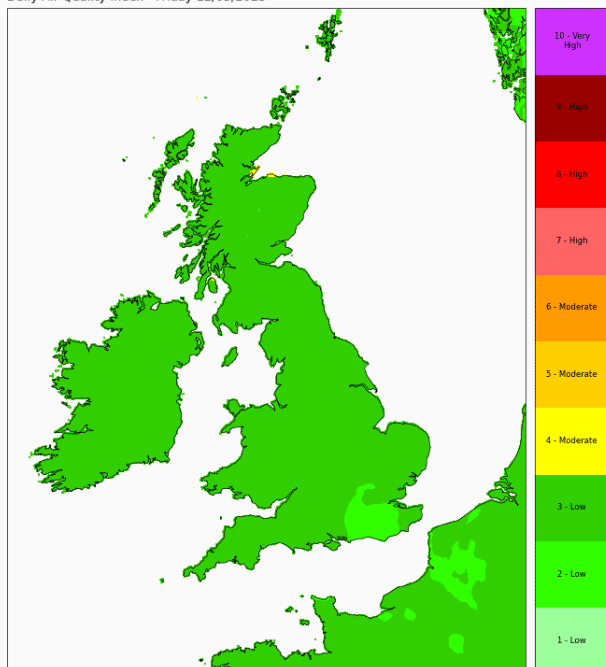 10 - Very
High
9 - High
8 - High
7 - High
6 - Moderate
5 - Moderate
4 - Moderate
3 - Low
2 - Low
1 - Low